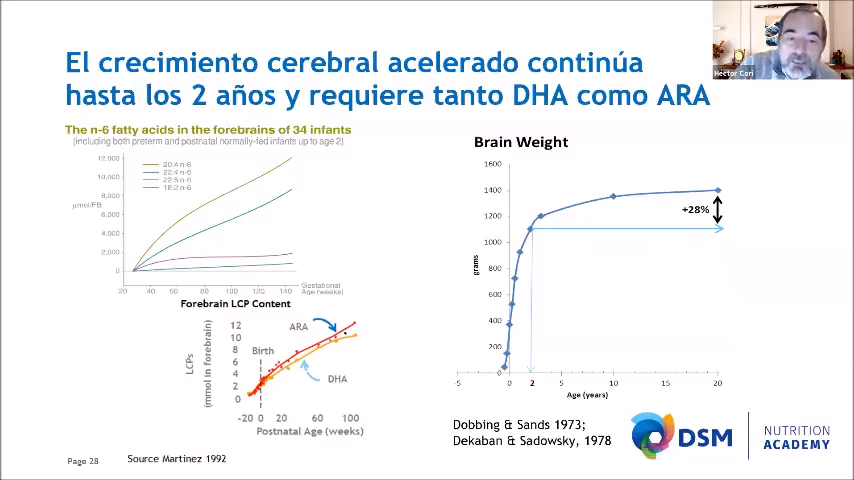 El crecimiento cerebral acelerado continúa
hasta los 2 años y requiere tanto DHA como ARA
Héctor Cori
The n-6 fatty acids in the forebrains of 34 infants
(including both preterm and postnatal normally-fed infants up to age 2)
12,000
10,000
8,000
6,000
4,000
2,000
0
µmol/FB
20:4 n-6
22:4 n-6
22:5 n-6
18:2 n-6
20 40 60 80 100 120 140
Gestational
Age (weeks)
Forebrain LCP Content
LCPs
(mmol in forebrain)
12
10
8
6
4
2
0
ARA
Birth
DHA
-20 0 20 60 100
Postnatal Age (weeks)
Brain Weight
1600
1400
1200
1000
800
600
400
200
0
grams
+28%
-5 0 2 5 10 15 20
Age (years)
Dobbing & Sands 1973;
Dekaban & Sadowsky, 1978
DSM
NUTRITION
ACADEMY
Page 28
Source Martinez 1992